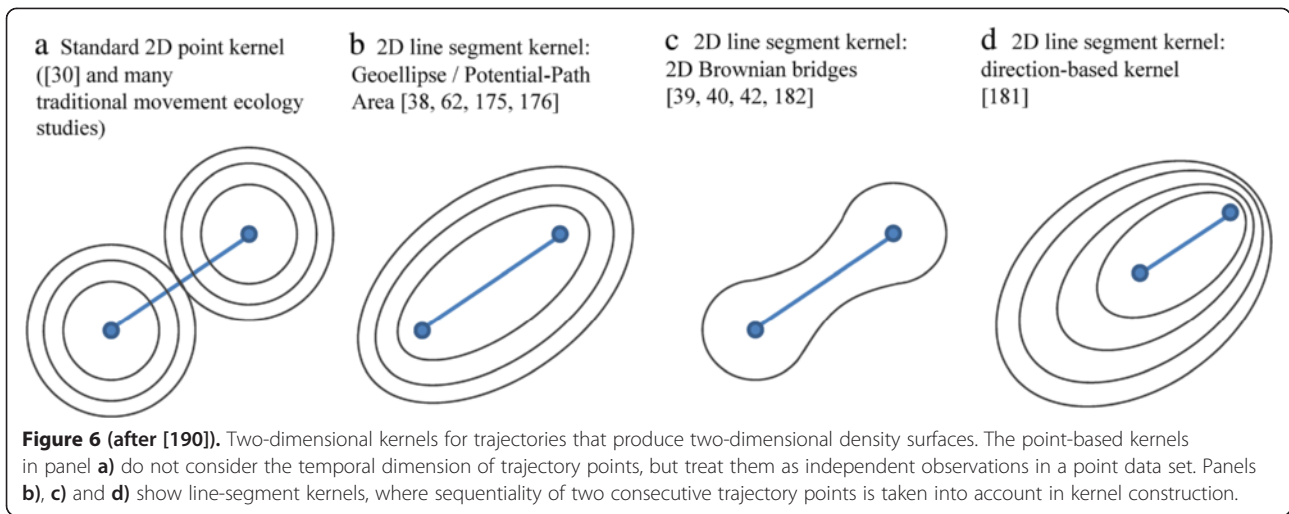 a Standard 2D point kernel
([30] and many
traditional movement ecology
studies)
b 2D line segment kernel:
Geoellipse / Potential-Path
Area [38, 62, 175, 176]
c 2D line segment kernel:
2D Brownian bridges
[39, 40, 42, 182]
d 2D line segment kernel:
direction-based kernel
[181]
Figure 6 (after [190]). Two-dimensional kernels for trajectories that produce two-dimensional density surfaces. The point-based kernels
in panel a) do not consider the temporal dimension of trajectory points, but treat them as independent observations in a point data set. Panels
b), c) and d) show line-segment kernels, where sequentiality of two consecutive trajectory points is taken into account in kernel construction.